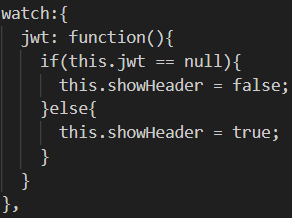 watch:{
  jwt: function(){
    if(this.jwt == null){
      this.showHeader = false;
    }else{
      this.showHeader = true;
    }
  }
},